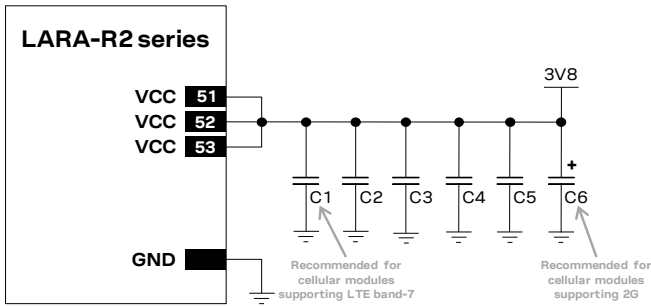 LARA-R2 series
3V8
VCC 51
VCC 52
VCC 53
C1 C2 C3 C4 C5 C6
+
GND
Recommended for
cellular modules
supporting LTE band-7
Recommended for
cellular modules
supporting 2G